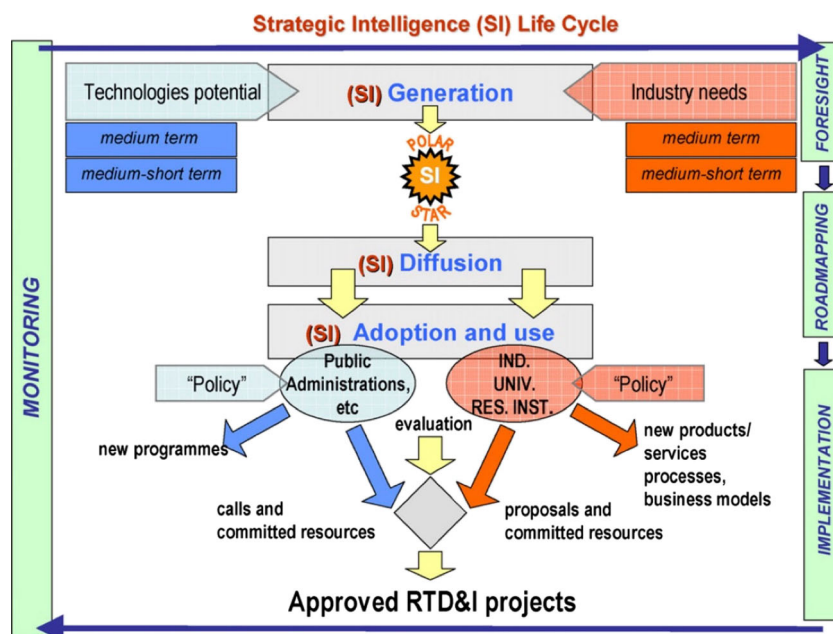 Strategic Intelligence (SI) Life Cycle
Technologies potential
(SI) Generation
Industry needs
medium term
medium-short term
medium term
medium-short term
POLAR
SI
STAR
(SI) Diffusion
(SI) Adoption and use
"Policy"
Public
Administrations,
etc
IND.
UNIV.
RES. INST.
"Policy"
evaluation
new programmes
new products/
services
processes,
business models
calls and
committed resources
proposals and
committed resources
Approved RTD&I projects
MONITORING
FORESIGHT
ROADMAPPING
IMPLEMENTATION